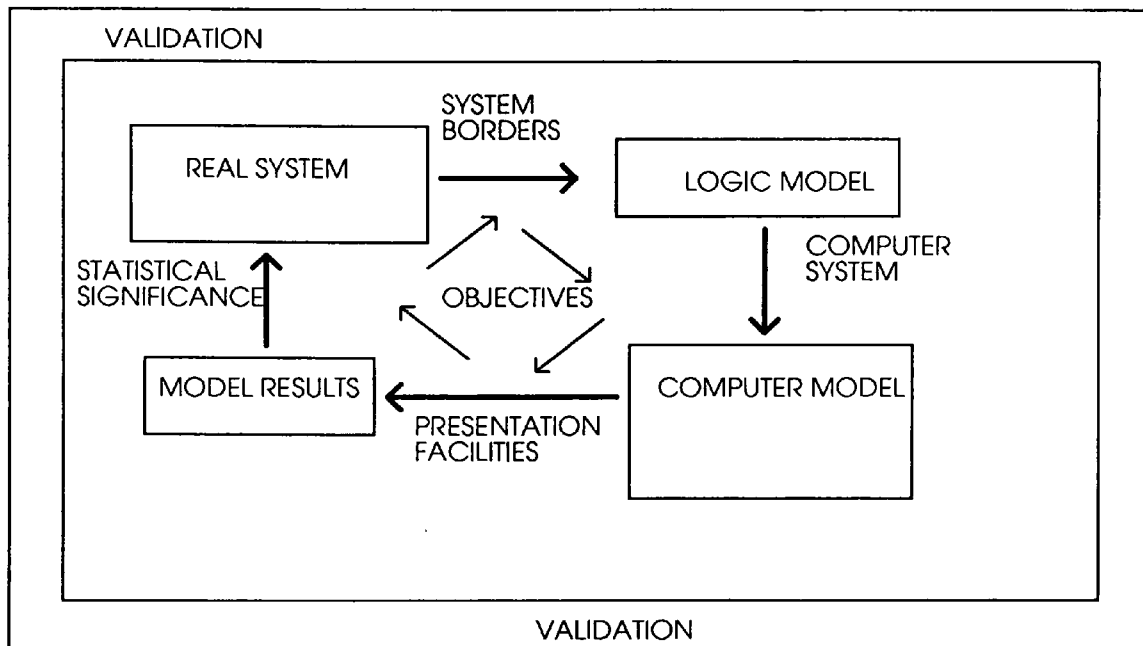 VALIDATION
SYSTEM
BORDERS
REAL SYSTEM
LOGIC MODEL
COMPUTER
SYSTEM
STATISTICAL
SIGNIFICANCE
OBJECTIVES
MODEL RESULTS
COMPUTER MODEL
PRESENTATION
FACILITIES
VALIDATION